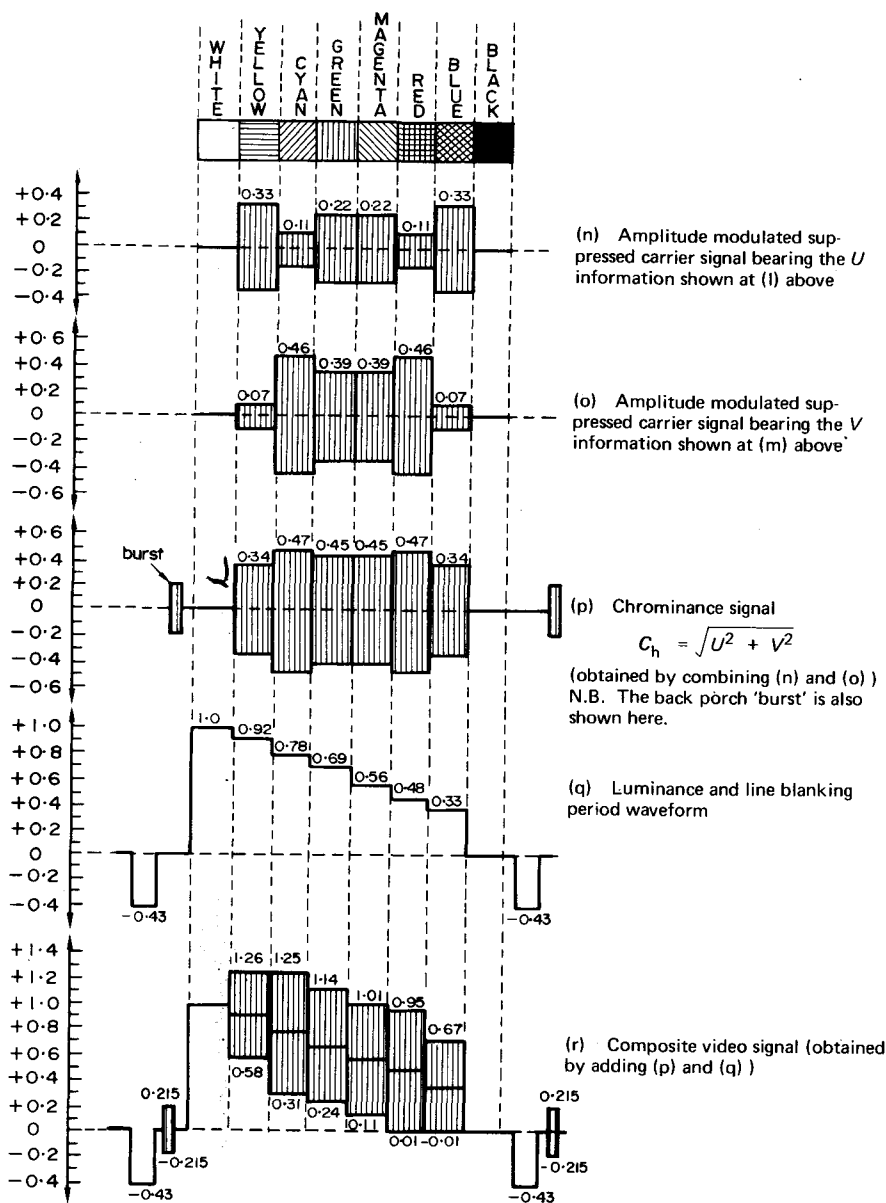 WHITE YELLOW CYAN GREEN MAGENTA RED BLUE BLACK
+0·4
+0·2
0
−0·2
−0·4
0·33 0·11 0·22 0·22 0·11 0·33
(n) Amplitude modulated sup-
pressed carrier signal bearing the U
information shown at (l) above
+0·6
+0·4
+0·2
0
−0·2
−0·4
−0·6
0·07 0·46 0·39 0·39 0·46 0·07
(o) Amplitude modulated sup-
pressed carrier signal bearing the V
information shown at (m) above
+0·6
+0·4
+0·2
0
−0·2
−0·4
−0·6
burst
0·34 0·47 0·45 0·45 0·47 0·34
(p) Chrominance signal
Ch = √U² + V²
(obtained by combining (n) and (o) )
N.B. The back porch 'burst' is also
shown here.
+1·0
+0·8
+0·6
+0·4
+0·2
0
−0·2
−0·4
1·0 0·92 0·78 0·69 0·56 0·48 0·33
−0·43 −0·43
(q) Luminance and line blanking
period waveform
+1·4
+1·2
+1·0
+0·8
+0·6
+0·4
+0·2
0
−0·2
−0·4
1·26 1·25 1·14 1·01 0·95 0·67
0·58 0·31 0·24 0·11 0·01 −0·01
0·215 0·215
−0·215 −0·215
−0·43 −0·43
(r) Composite video signal (obtained
by adding (p) and (q) )